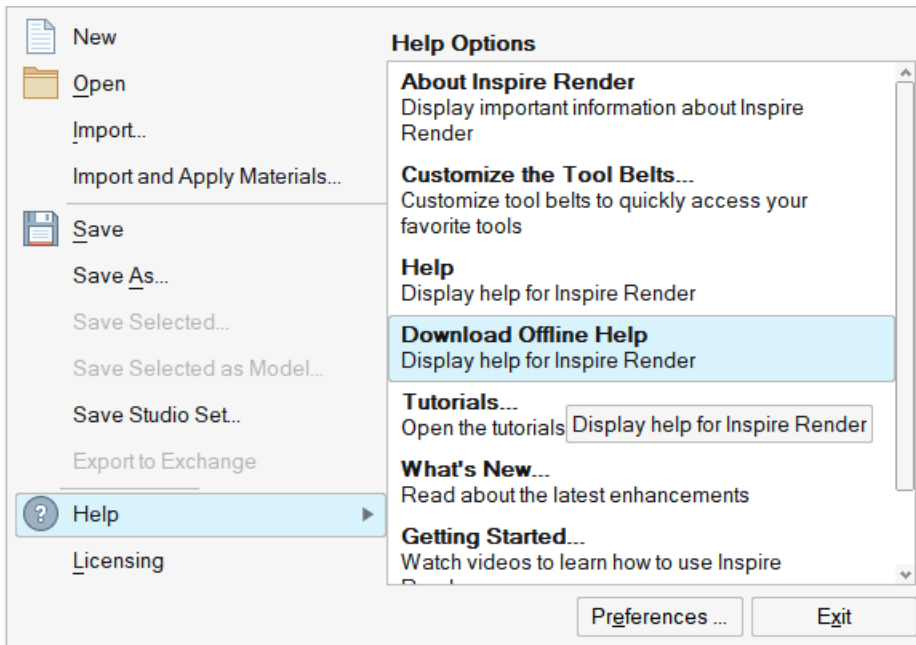 New
Open
Import...
Import and Apply Materials...
Save
Save As...
Save Selected...
Save Selected as Model...
Save Studio Set...
Export to Exchange
Help
Licensing
Help Options
About Inspire Render
Display important information about Inspire
Render
Customize the Tool Belts...
Customize tool belts to quickly access your
favorite tools
Help
Display help for Inspire Render
Download Offline Help
Display help for Inspire Render
Tutorials...
Open the tutorials
Display help for Inspire Render
What's New...
Read about the latest enhancements
Getting Started...
Watch videos to learn how to use Inspire
Preferences ...
Exit